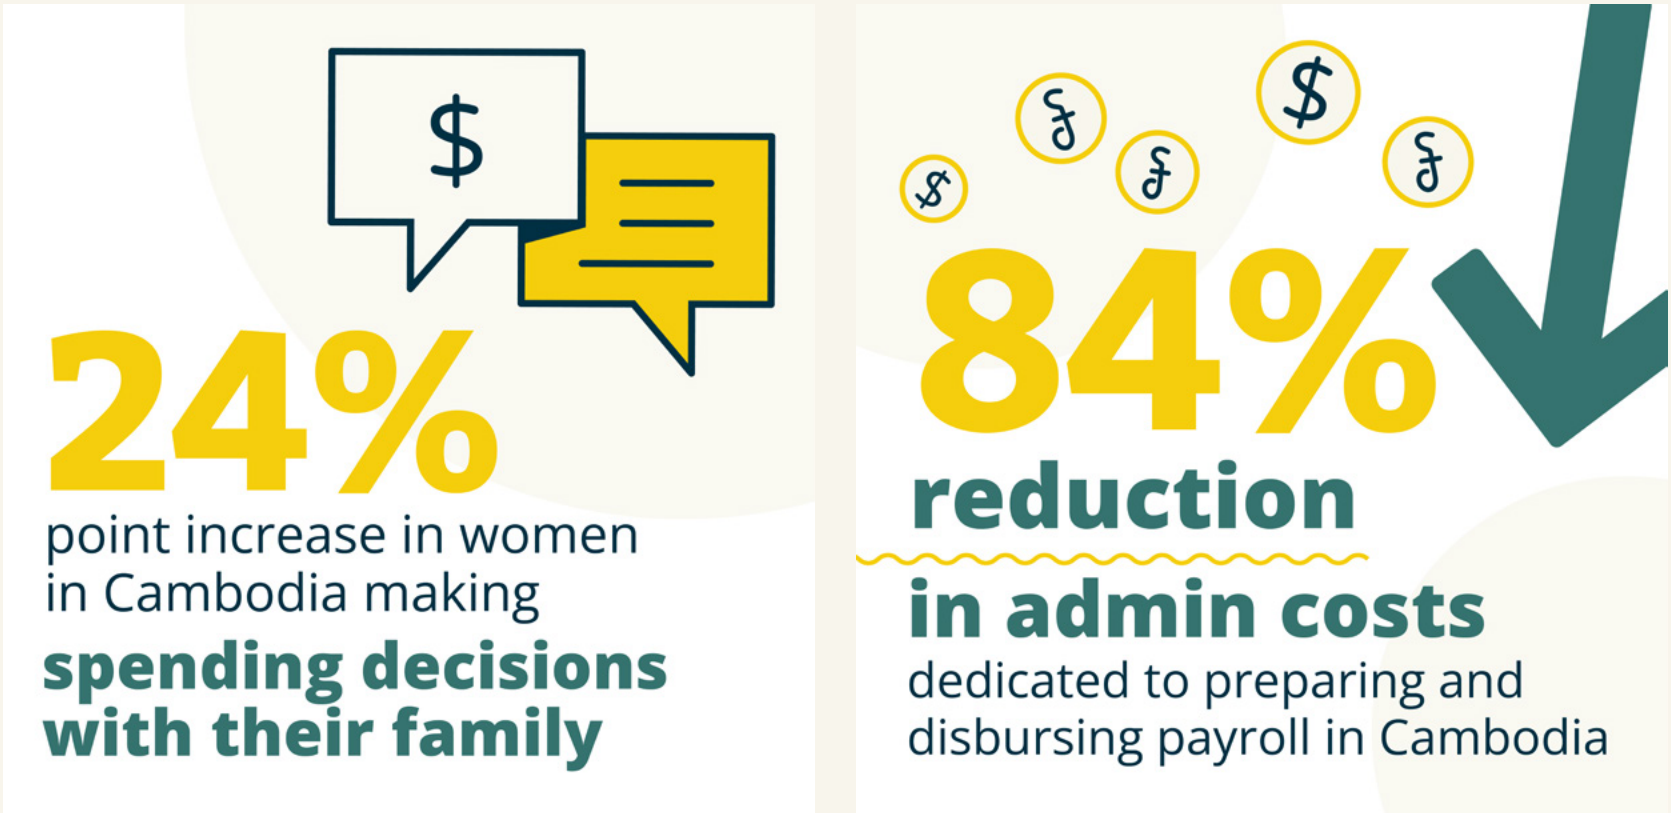 $
24%
point increase in women
in Cambodia making
spending decisions
with their family
$ ៛ ៛ $ ៛
84%
reduction
in admin costs
dedicated to preparing and
disbursing payroll in Cambodia